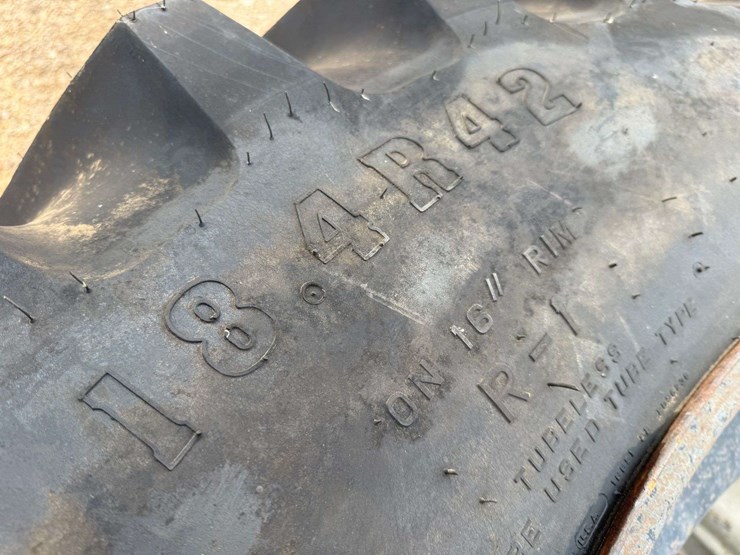 18.4R42
ON 16" RIM
R-1
TUBELESS
USED TUBE TYPE